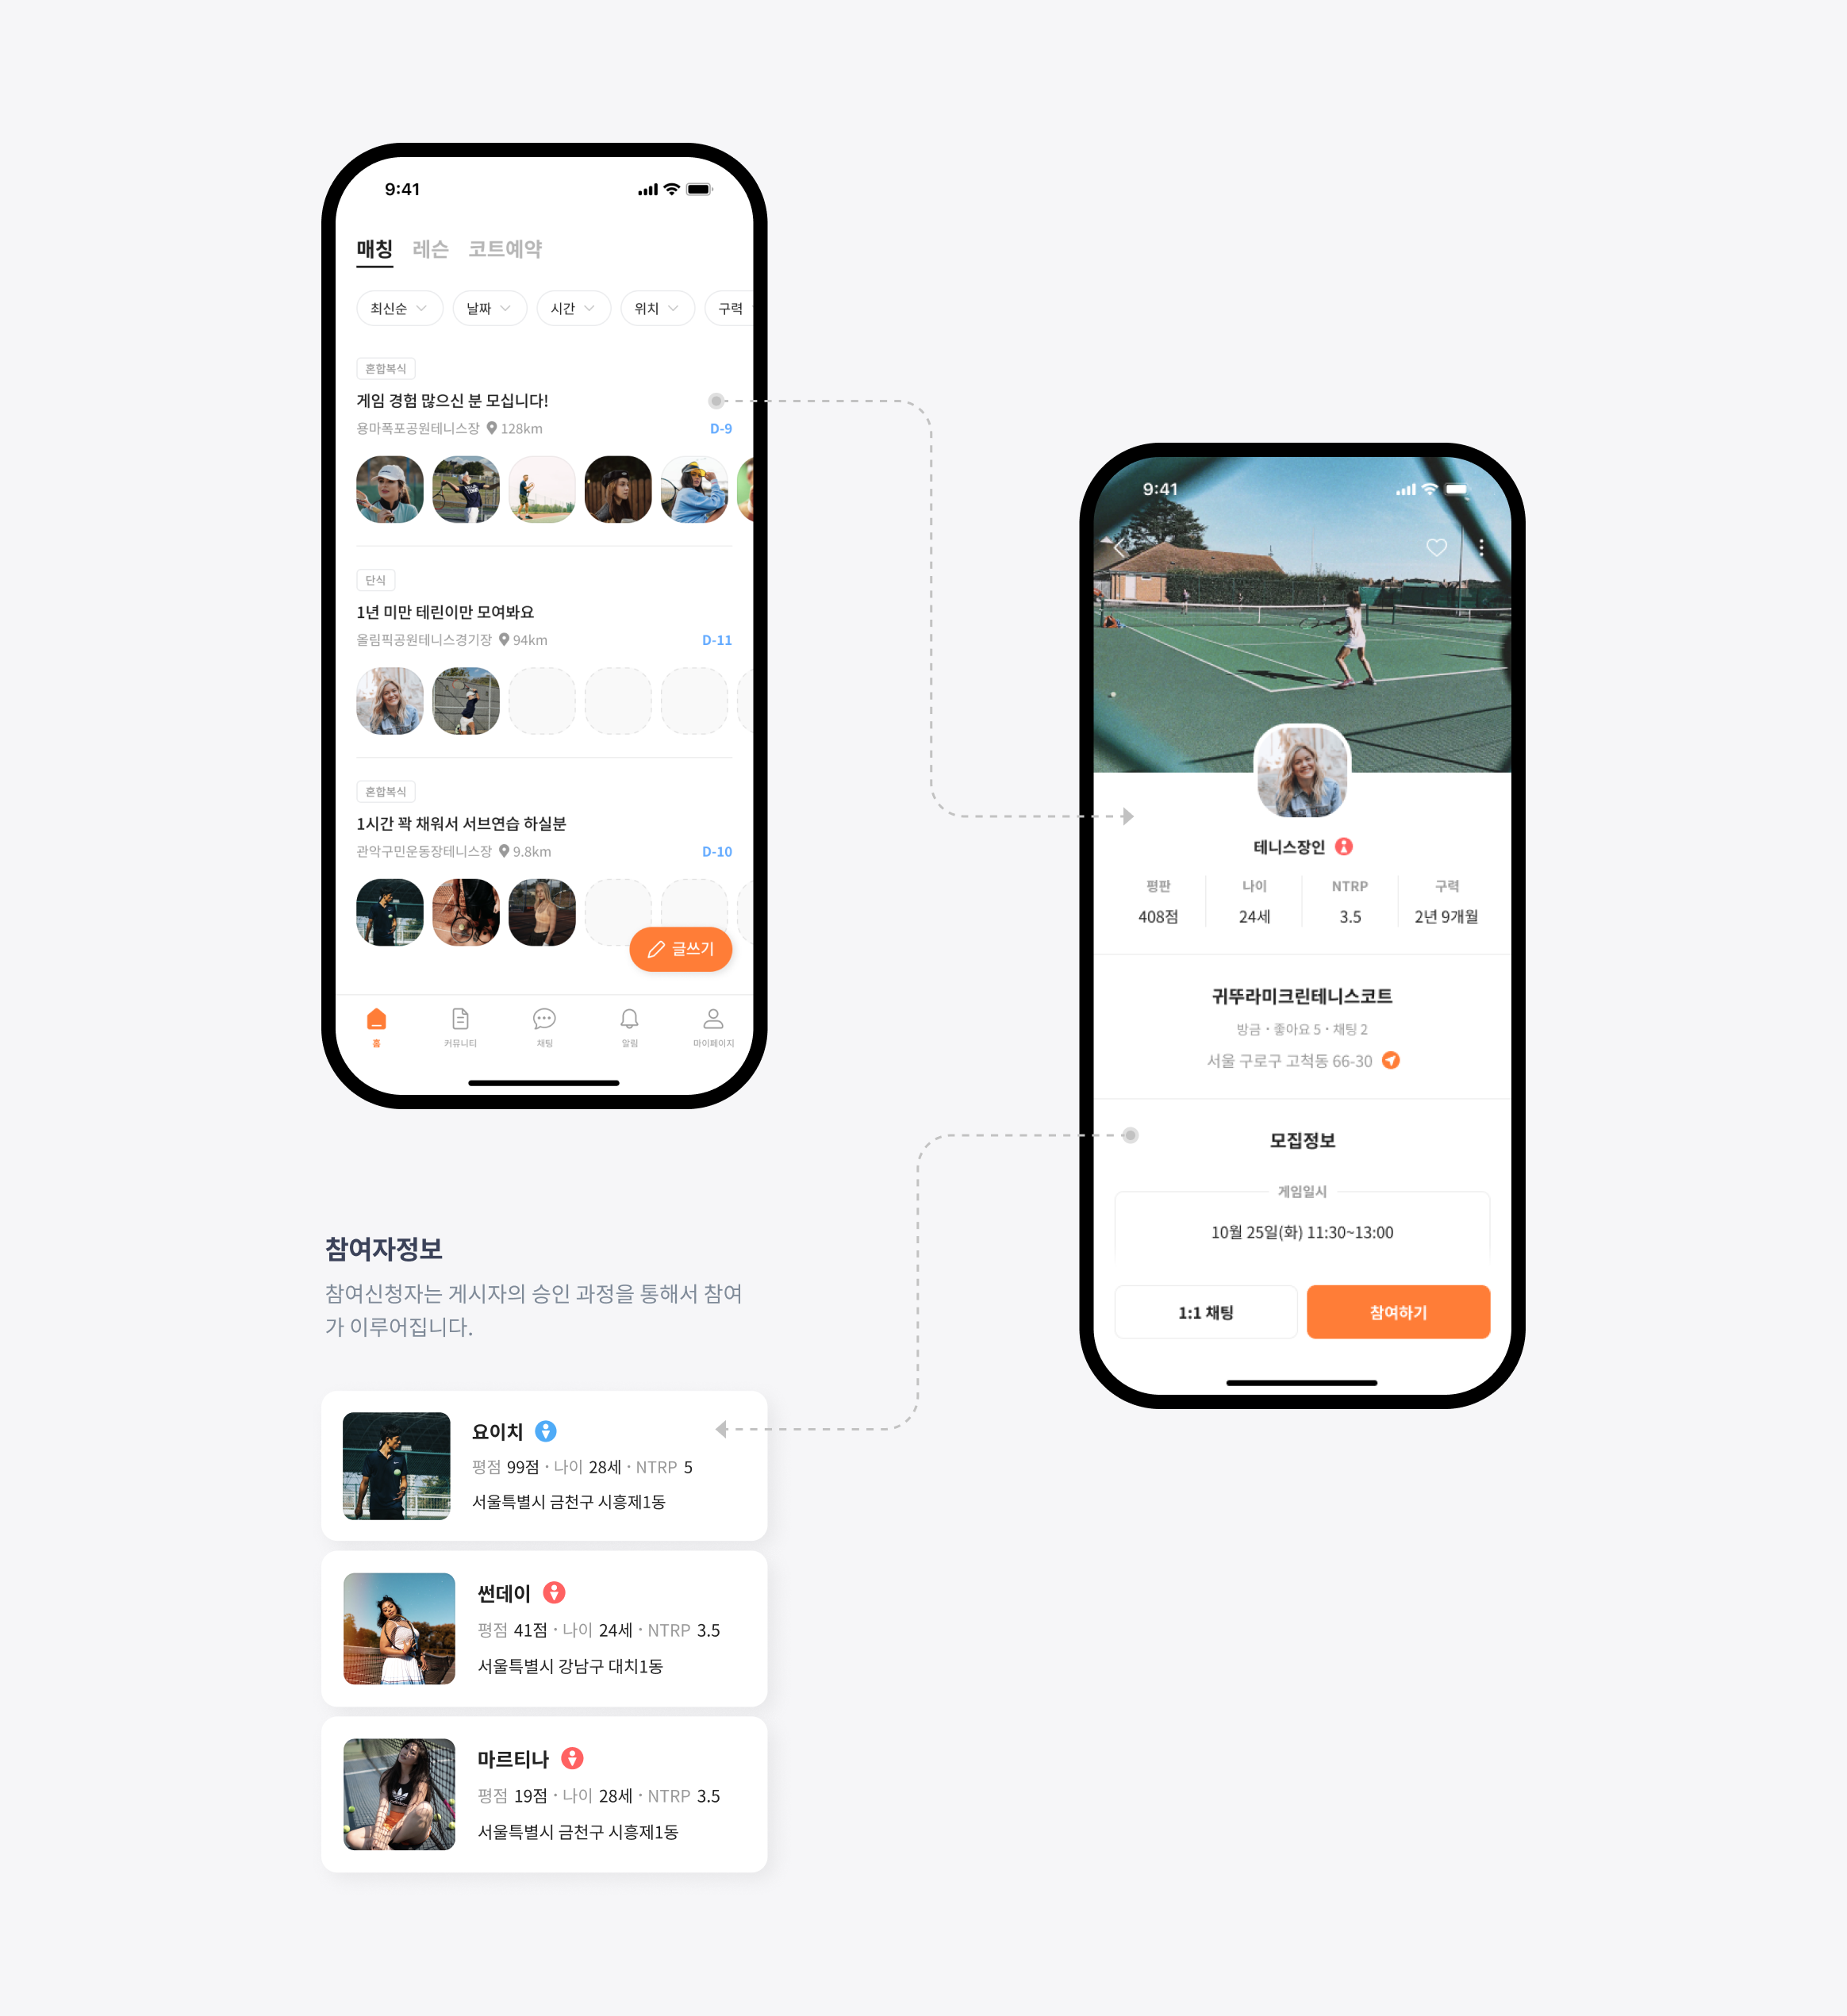 9:41
매칭 레슨 코트예약
최신순 날짜 시간 위치 구력
혼합복식
게임 경험 많으신 분 모십니다!
용마폭포공원테니스장 128km D-9
단식
1년 미만 테린이만 모여봐요
올림픽공원테니스경기장 94km D-11
혼합복식
1시간 꽉 채워서 서브연습 하실분
관악구민운동장테니스장 9.8km D-10
글쓰기
홈 커뮤니티 채팅 알림 마이페이지
9:41
테니스장인
평판 나이 NTRP 구력
408점 24세 3.5 2년 9개월
귀뚜라미크린테니스코트
방금 · 좋아요 5 · 채팅 2
서울 구로구 고척동 66-30
모집정보
게임일시
10월 25일(화) 11:30~13:00
1:1 채팅 참여하기
참여자정보
참여신청자는 게시자의 승인 과정을 통해서 참여
가 이루어집니다.
요이치
평점 99점 · 나이 28세 · NTRP 5
서울특별시 금천구 시흥제1동
썬데이
평점 41점 · 나이 24세 · NTRP 3.5
서울특별시 강남구 대치1동
마르티나
평점 19점 · 나이 28세 · NTRP 3.5
서울특별시 금천구 시흥제1동